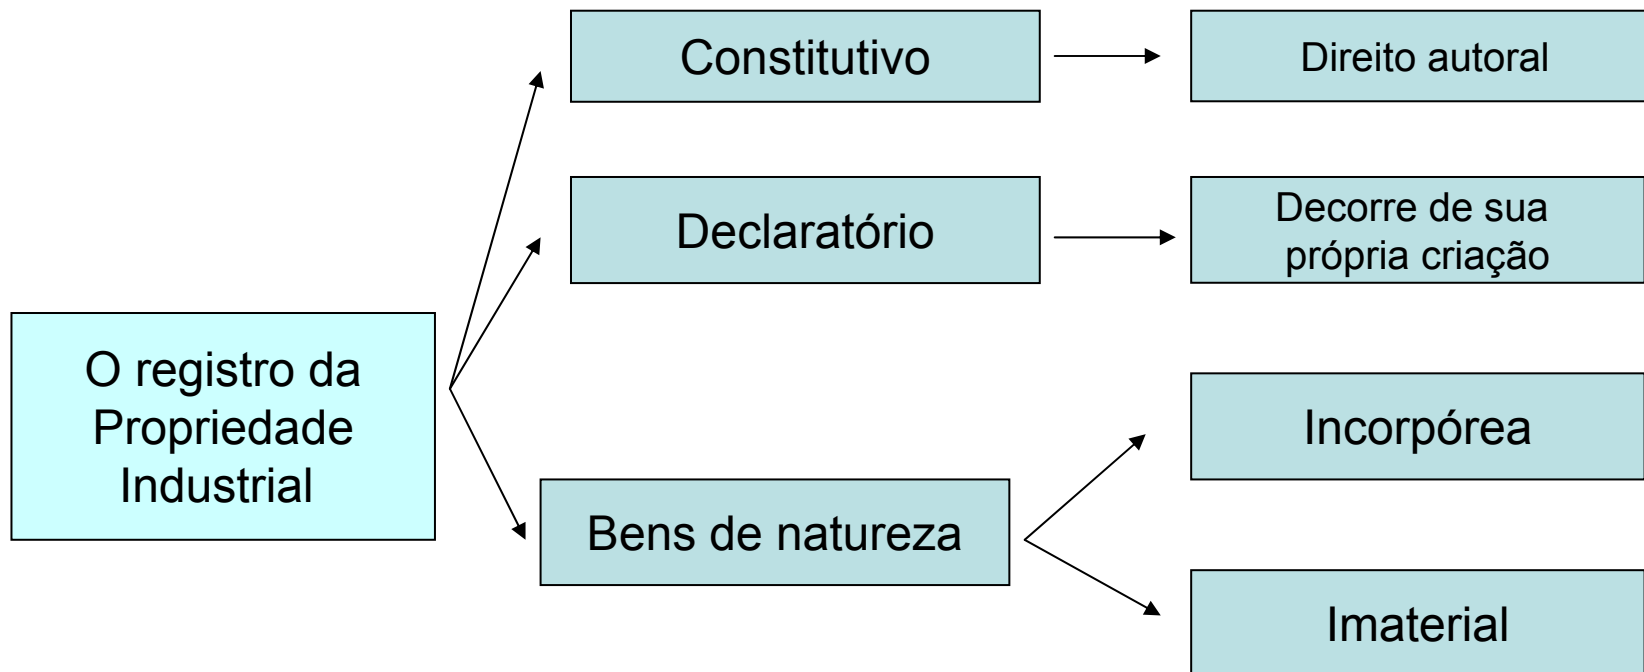 Constitutivo
Direito autoral
Declaratório
Decorre de sua
própria criação
O registro da
Propriedade
Industrial
Bens de natureza
Incorpórea
Imaterial